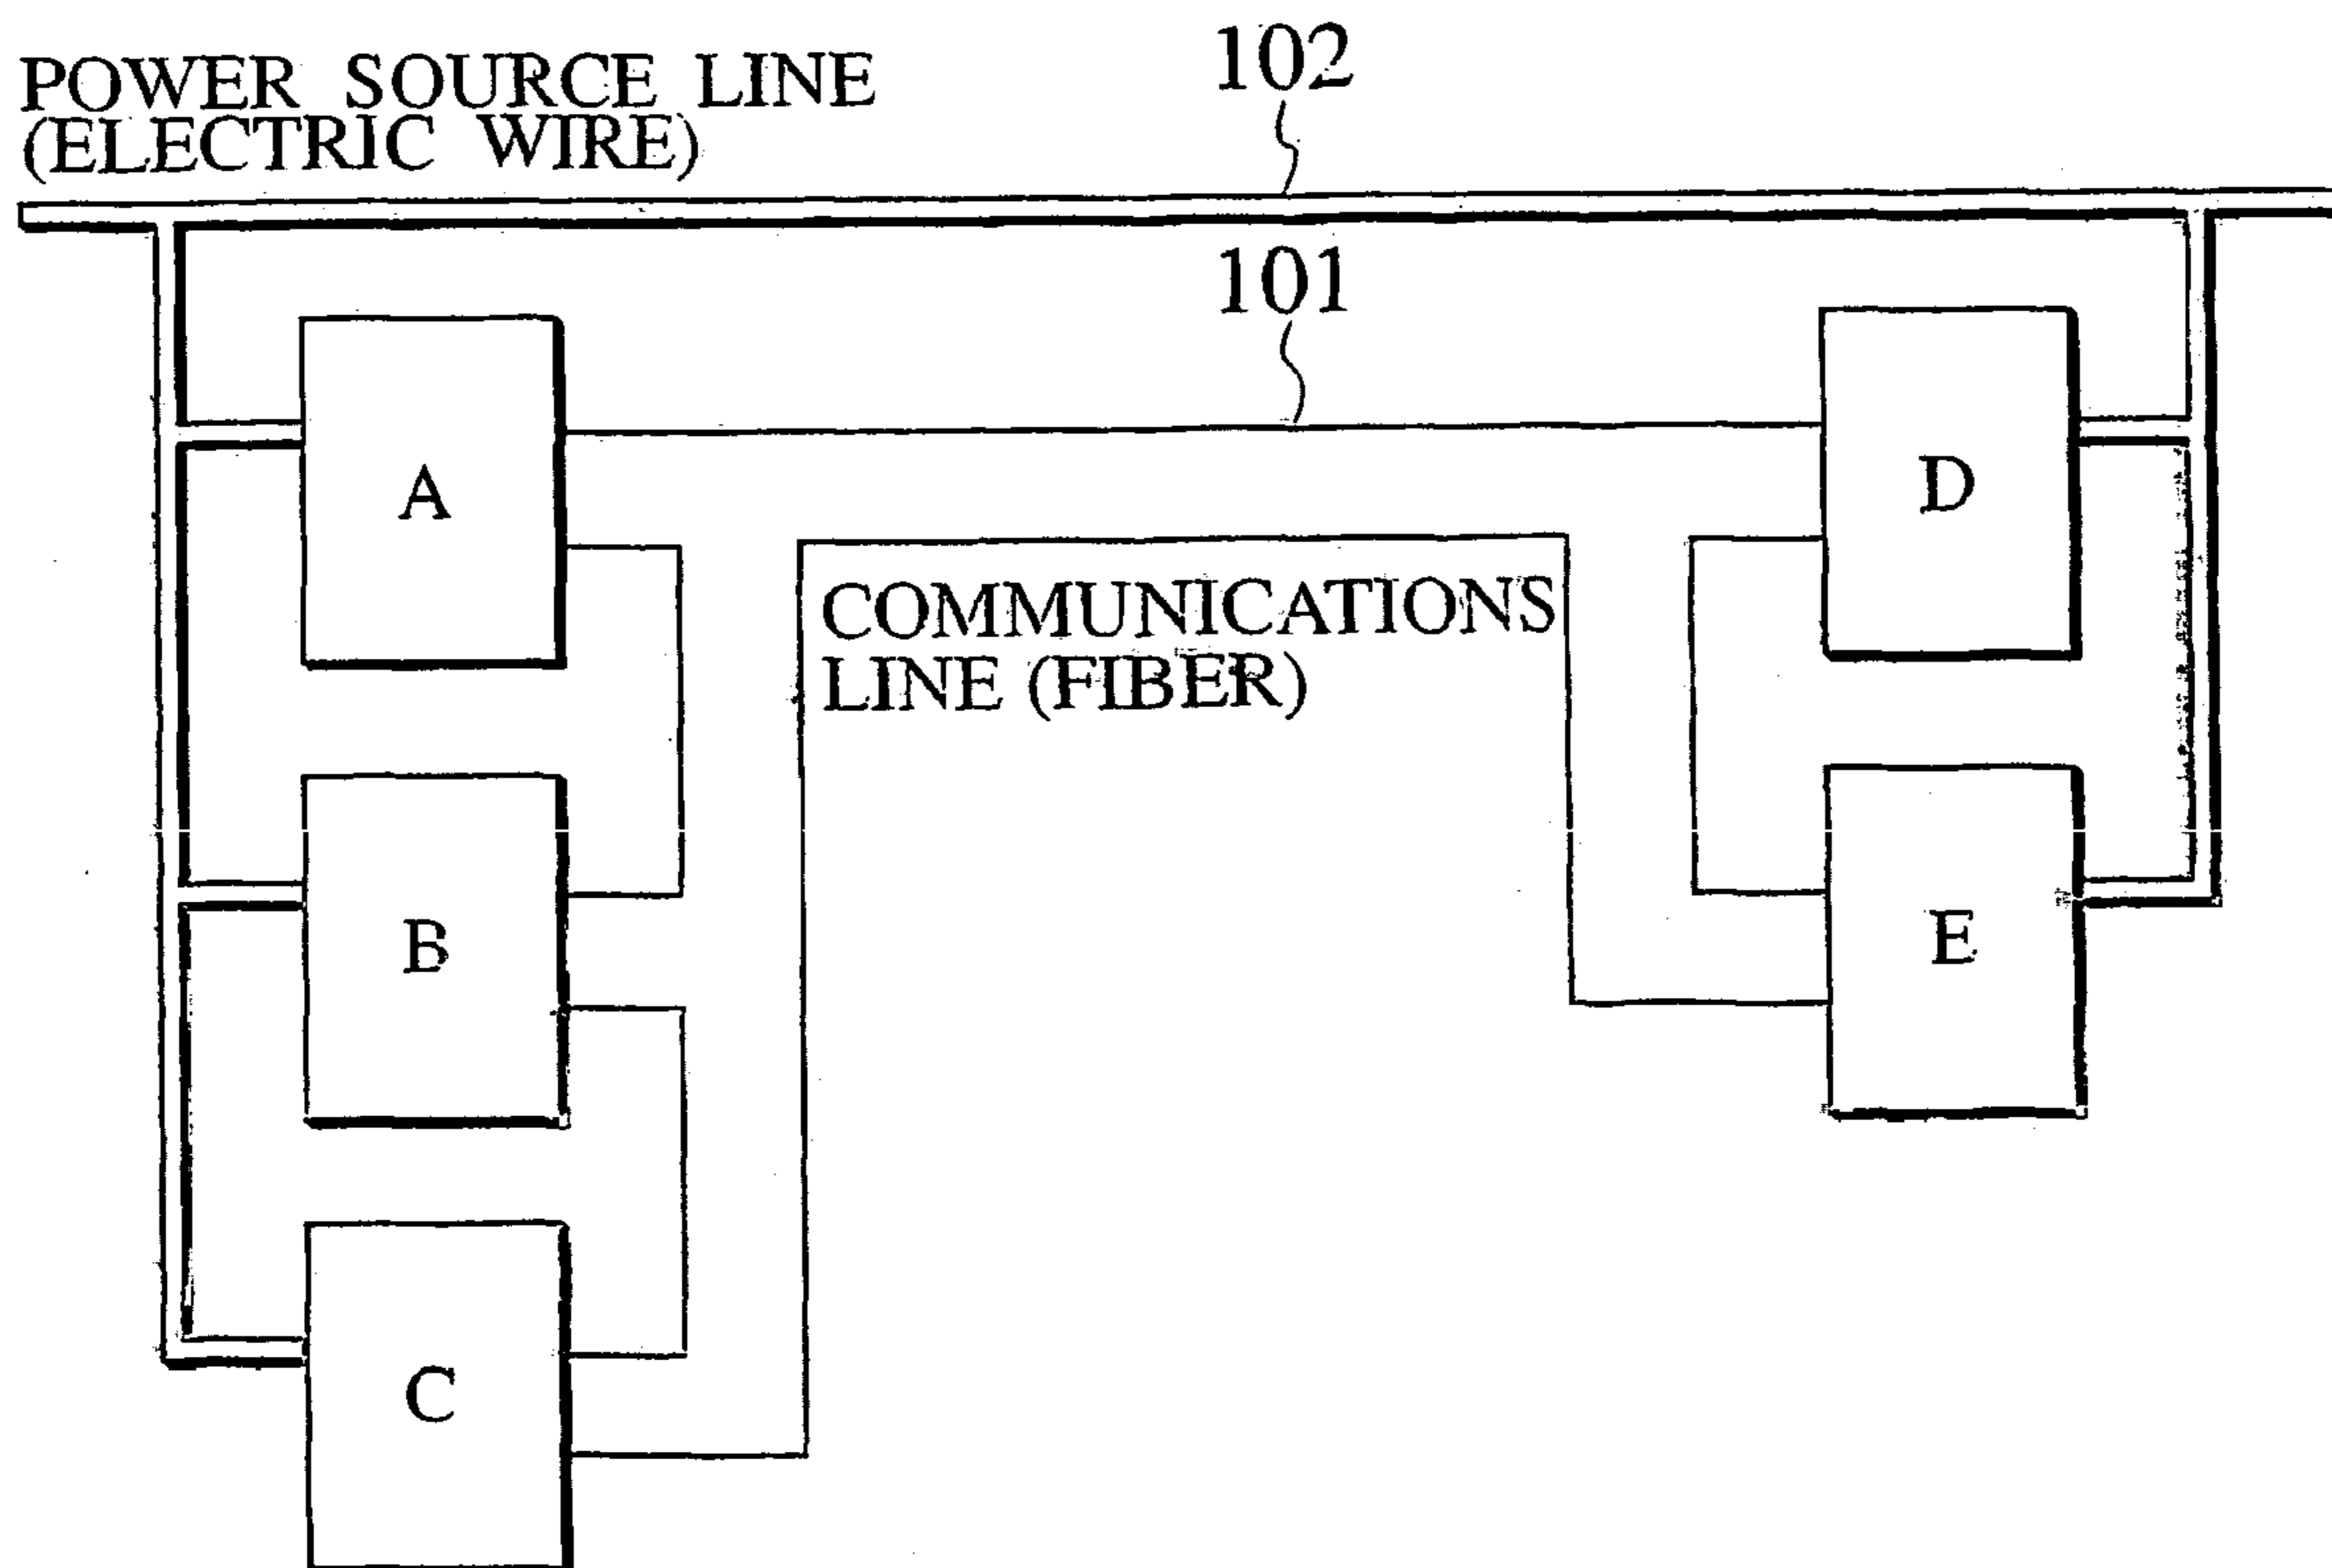 POWER SOURCE LINE
(ELECTRIC WIRE)
102
101
A
D
COMMUNICATIONS
LINE (FIBER)
B
E
C